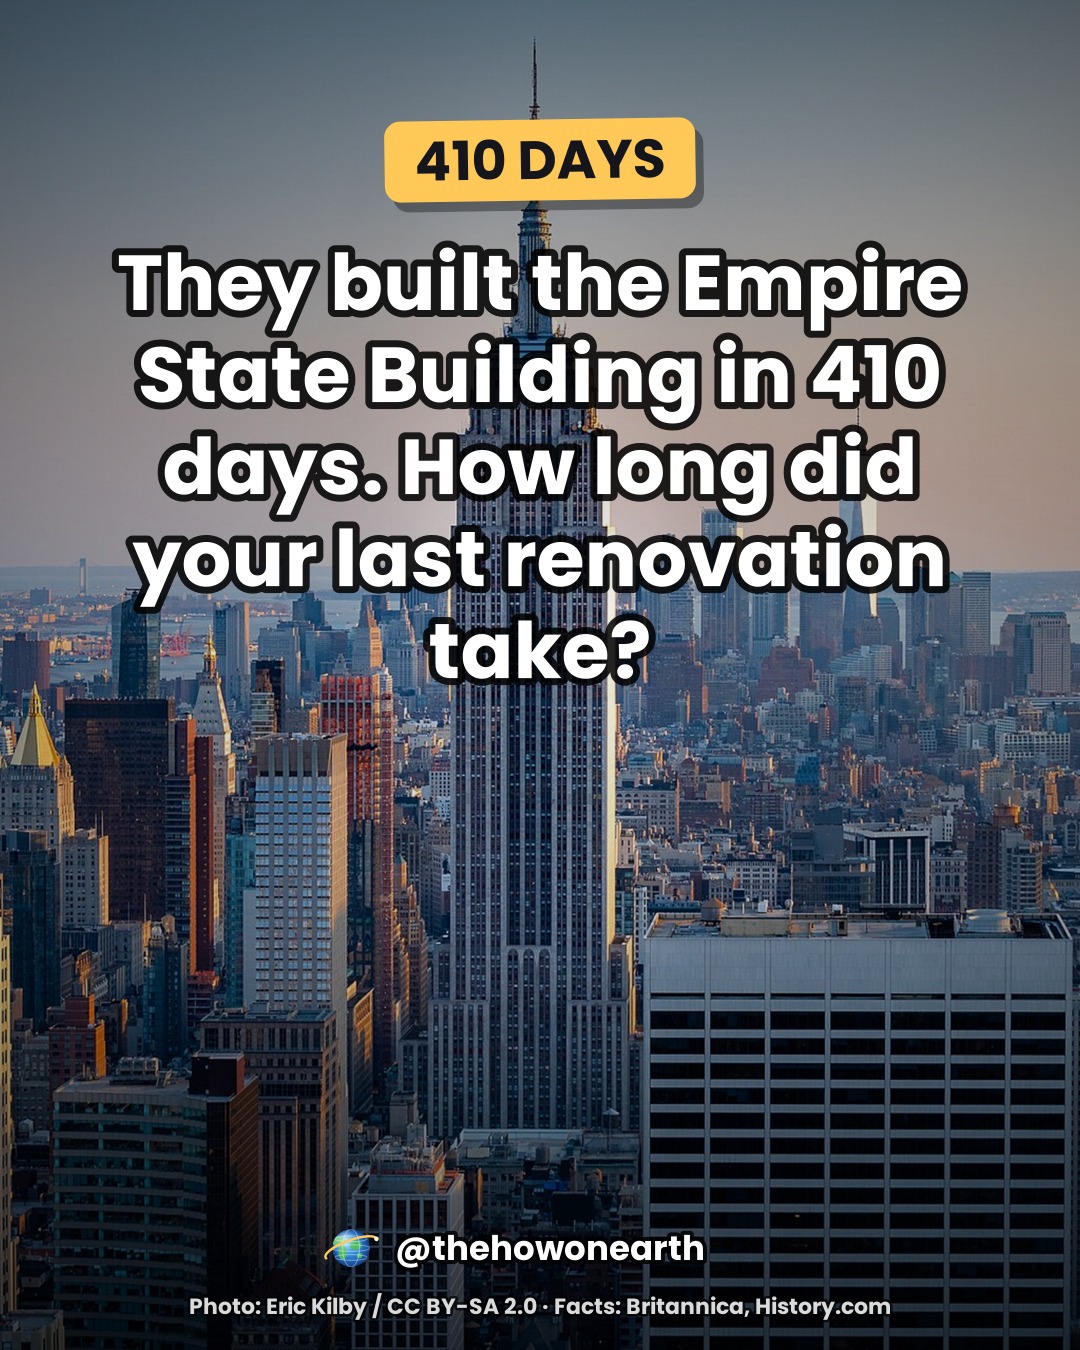 410 DAYS
They built the Empire
State Building in 410
days. How long did
your last renovation
take?
@thehowonearth
Photo: Eric Kilby / CC BY-SA 2.0 · Facts: Britannica, History.com